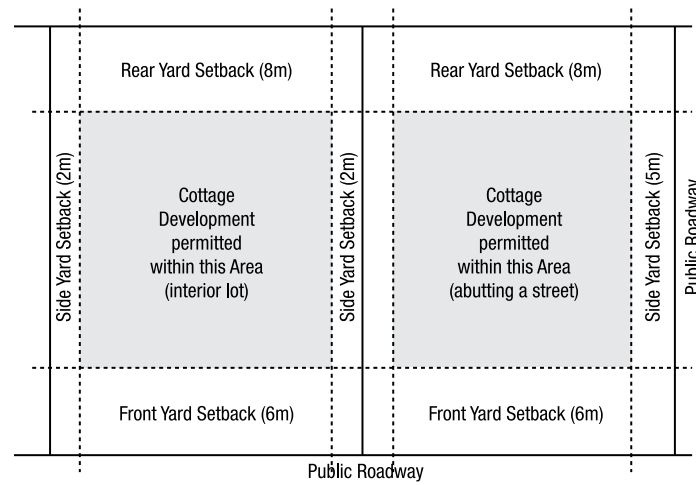 Rear Yard Setback (8m)
Rear Yard Setback (8m)
Side Yard Setback (2m)
Cottage
Development
permitted
within this Area
(interior lot)
Side Yard Setback (2m)
Cottage
Development
permitted
within this Area
(abutting a street)
Side Yard Setback (5m)
Public Roadway
Front Yard Setback (6m)
Front Yard Setback (6m)
Public Roadway